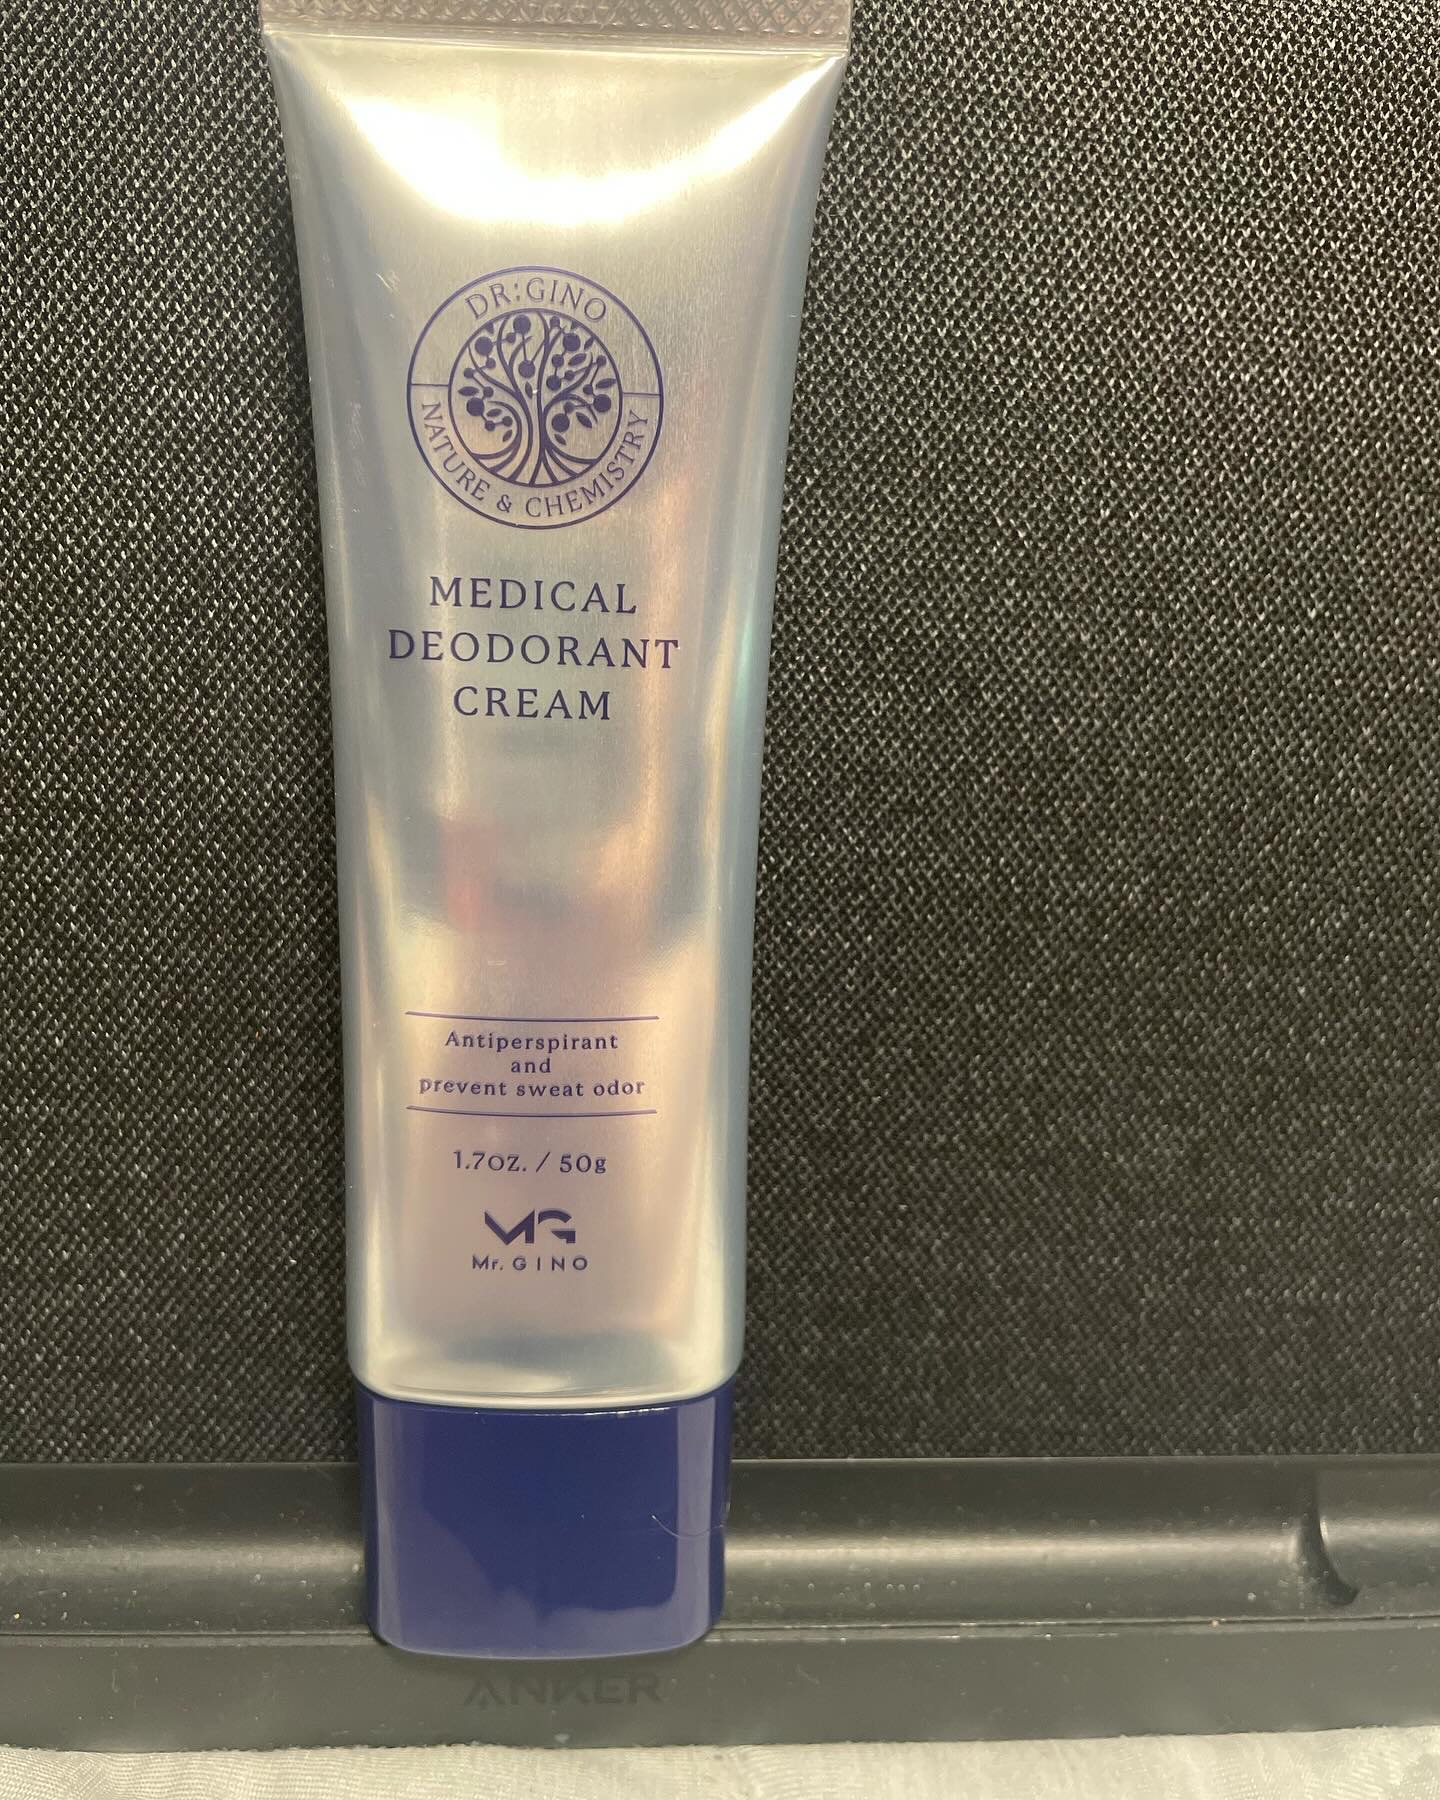 DR:GINO
NATURE & CHEMISTRY
MEDICAL
DEODORANT
CREAM
Antiperspirant
and
prevent sweat odor
1.7oz. / 50g
MG
Mr. GINO
ANKER